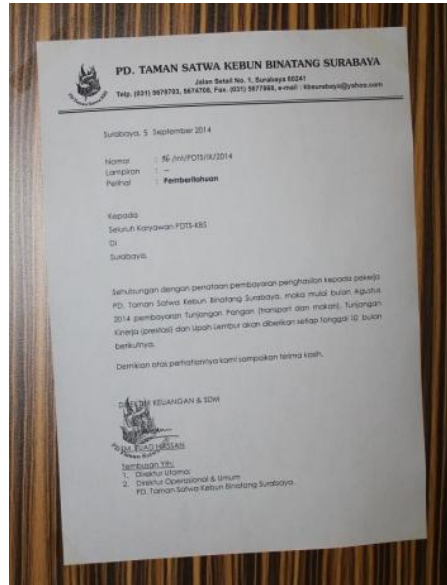 PD. TAMAN SATWA KEBUN BINATANG SURABAYA
Jalan Setail No. 1, Surabaya 60241
Telp. (031) 5678703, 5674708, Fax. (031) 5677868, e-mail : kbsurabaya@yahoo.com
Surabaya, 5 September 2014
Nomor : 96 /Int/PDTS/IX/2014
Lampiran : --
Perihal : Pemberitahuan
Kepada
Seluruh Karyawan PDTS-KBS
Di
Surabaya.
Sehubungan dengan penataan pembayaran penghasilan kepada pekerja
PD. Taman Satwa Kebun Binatang Surabaya, maka mulai bulan Agustus
2014 pembayaran Tunjangan Pangan (transport dan makan), Tunjangan
Kinerja (prestasi) dan Upah Lembur akan diberikan setiap tanggal 10 bulan
berikutnya.
Demikian atas perhatiannya kami sampaikan terima kasih.
DIREKTUR KEUANGAN & SDM
FUAD HASSAN
Tembusan Yth:
1. Direktur Utama;
2. Direktur Operasional & Umum
PD. Taman Satwa Kebun Binatang Surabaya.